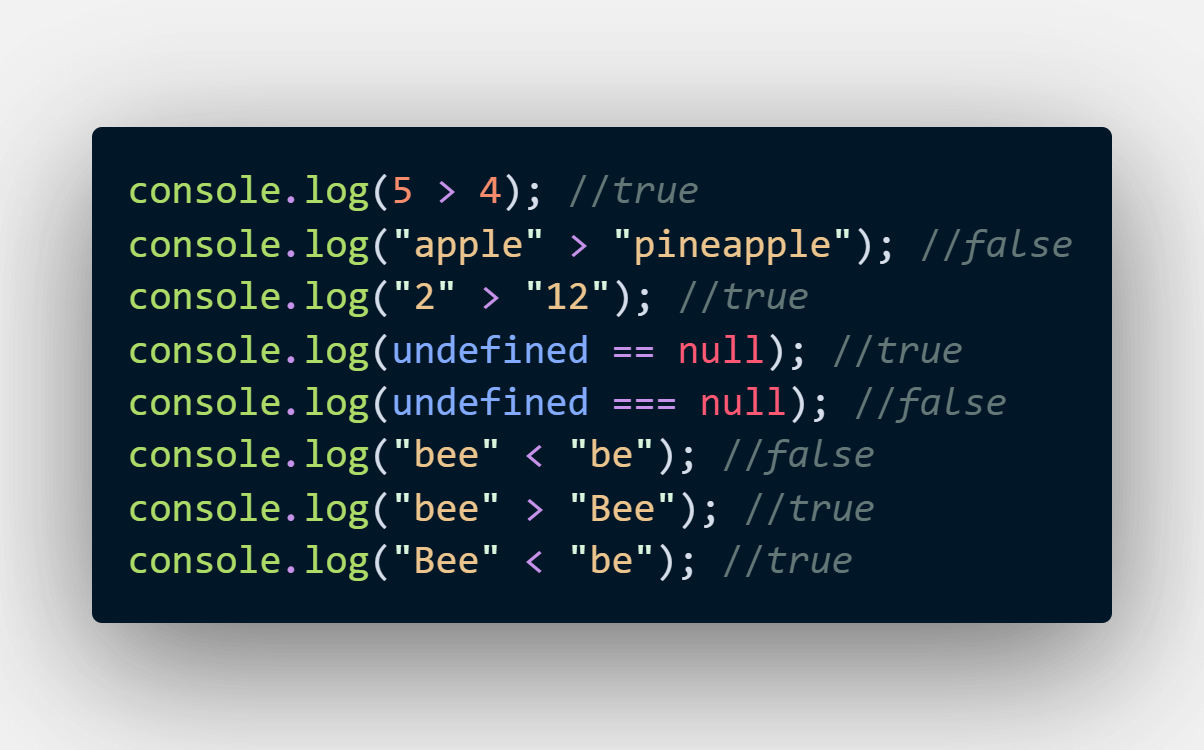 console.log(5 > 4); //true
console.log("apple" > "pineapple"); //false
console.log("2" > "12"); //true
console.log(undefined == null); //true
console.log(undefined === null); //false
console.log("bee" < "be"); //false
console.log("bee" > "Bee"); //true
console.log("Bee" < "be"); //true